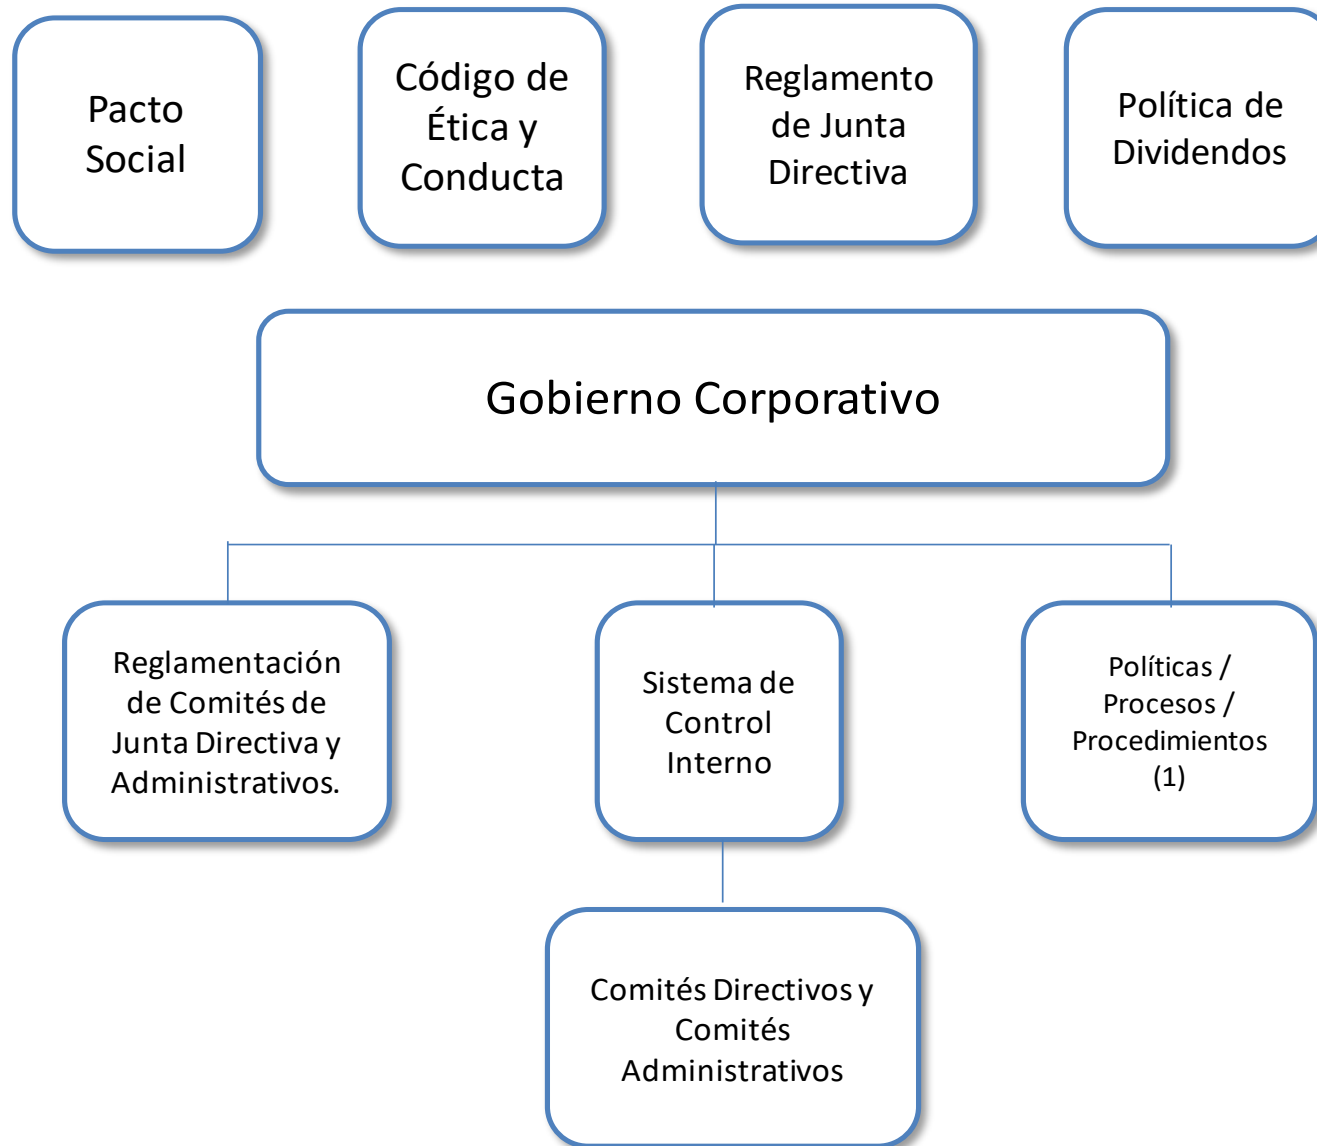 Pacto
Social
Código de
Ética y
Conducta
Reglamento
de Junta
Directiva
Política de
Dividendos
Gobierno Corporativo
Reglamentación
de Comités de
Junta Directiva y
Administrativos.
Sistema de
Control
Interno
Políticas /
Procesos /
Procedimientos
(1)
Comités Directivos y
Comités
Administrativos